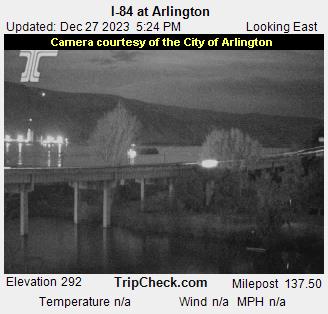 I-84 at Arlington
Updated: Dec 27 2023 5:24 PM Looking East
Camera courtesy of the City of Arlington
Elevation 292 TripCheck.com Milepost 137.50
Temperature n/a Wind n/a MPH n/a